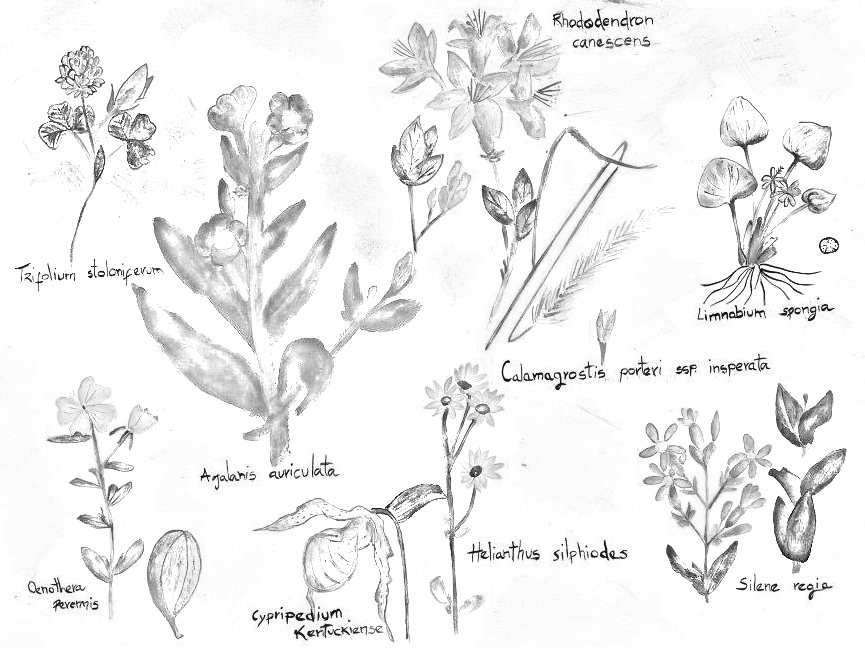 Rhododendron
canescens
Trifolium stoloniferum
Limnobium spongia
Calamagrostis porteri ssp. insperata
Agalanis auriculata
Helianthus silphiodes
Oenothera
Perennis
Cypripedium
Kentuckiense
Silene regia